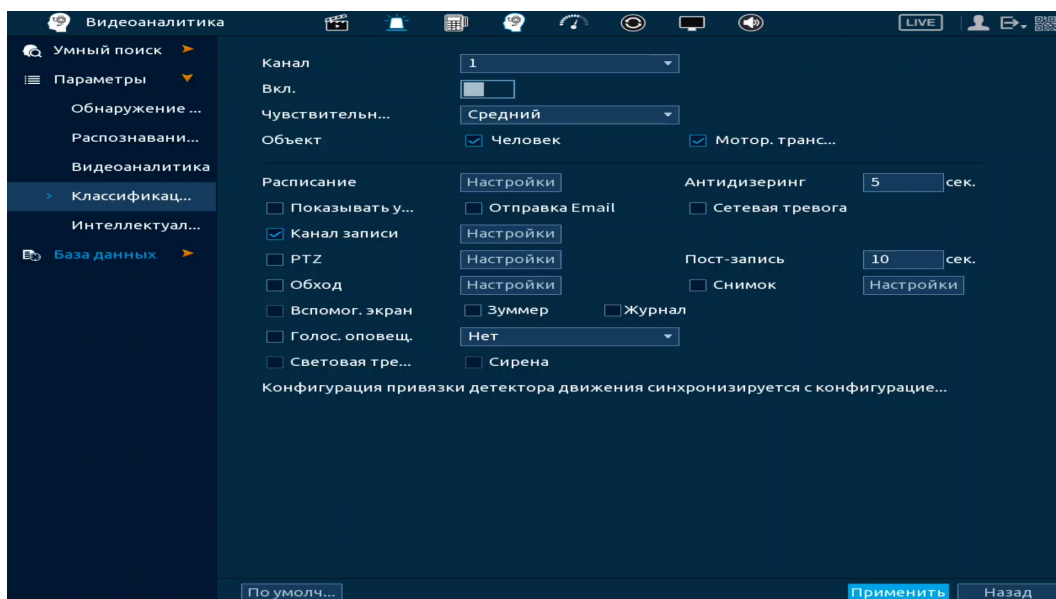 Видеоаналитика LIVE
Умный поиск
Параметры
Обнаружение ...
Распознавани...
Видеоаналитика
Классификац...
Интеллектуал...
База данных
Канал 1
Вкл.
Чувствительн... Средний
Объект Человек Мотор. транс...
Расписание Настройки Антидизеринг 5 сек.
Показывать у... Отправка Email Сетевая тревога
Канал записи Настройки
PTZ Настройки Пост-запись 10 сек.
Обход Настройки Снимок Настройки
Вспомог. экран Зуммер Журнал
Голос. оповещ. Нет
Световая тре... Сирена
Конфигурация привязки детектора движения синхронизируется с конфигурацие...
По умолч... Применить Назад